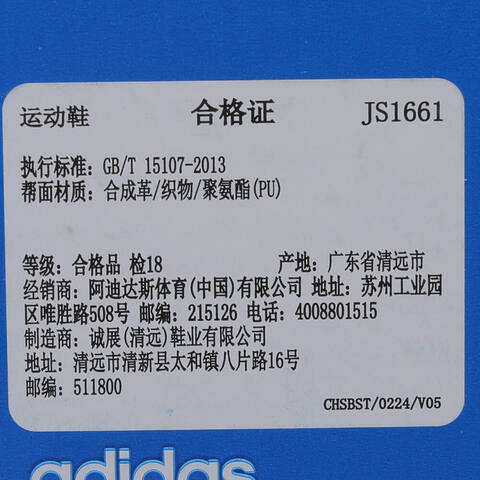 运动鞋 合格证 JS1661
执行标准：GB/T 15107-2013
帮面材质：合成革/织物/聚氨酯(PU)
等级：合格品 检18 产地：广东省清远市
经销商：阿迪达斯体育(中国)有限公司 地址：苏州工业园
区唯胜路508号 邮编：215126 电话：4008801515
制造商：诚展(清远)鞋业有限公司
地址：清远市清新县太和镇八片路16号
邮编：511800
CHSBST/0224/V05
adidas